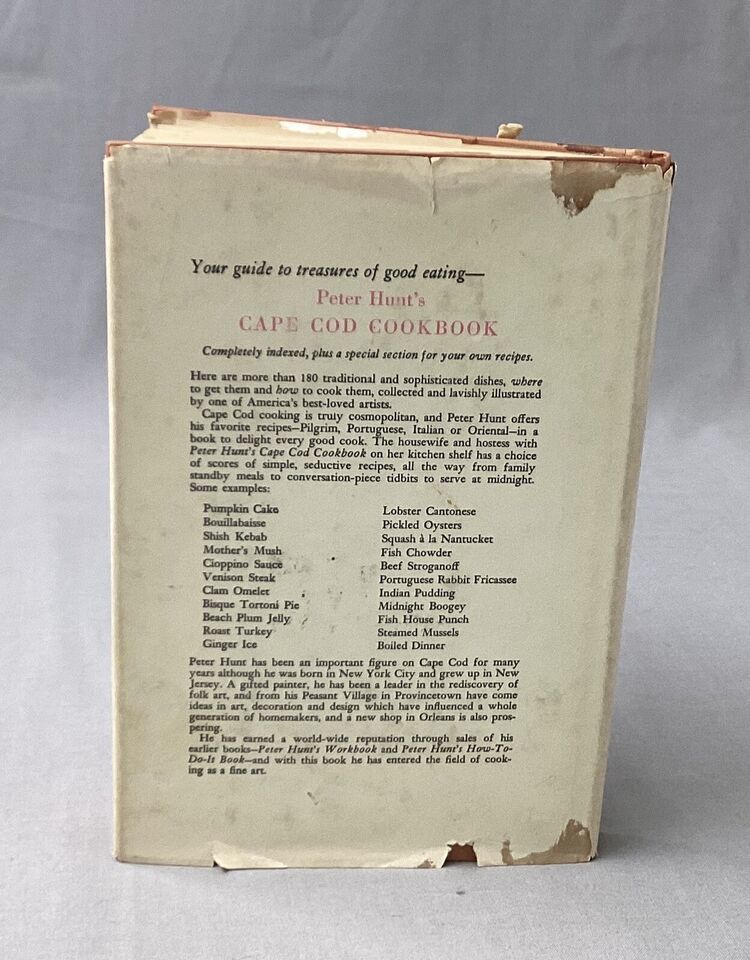 Your guide to treasures of good eating—
Peter Hunt's
CAPE COD COOKBOOK
Completely indexed, plus a special section for your own recipes.
Here are more than 180 traditional and sophisticated dishes, where
to get them and how to cook them, collected and lavishly illustrated
by one of America's best-loved artists.
Cape Cod cooking is truly cosmopolitan, and Peter Hunt offers
his favorite recipes—Pilgrim, Portuguese, Italian or Oriental—in a
book to delight every good cook. The housewife and hostess with
Peter Hunt's Cape Cod Cookbook on her kitchen shelf has a choice
of scores of simple, seductive recipes, all the way from family
standby meals to conversation-piece tidbits to serve at midnight.
Some examples:
Pumpkin Cake
Bouillabaisse
Shish Kebab
Mother's Mush
Cioppino Sauce
Venison Steak
Clam Omelet
Bisque Tortoni Pie
Beach Plum Jelly
Roast Turkey
Ginger Ice
Lobster Cantonese
Pickled Oysters
Squash à la Nantucket
Fish Chowder
Beef Stroganoff
Portuguese Rabbit Fricassee
Indian Pudding
Midnight Boogey
Fish House Punch
Steamed Mussels
Boiled Dinner
Peter Hunt has been an important figure on Cape Cod for many
years although he was born in New York City and grew up in New
Jersey. A gifted painter, he has been a leader in the rediscovery of
folk art, and from his Peasant Village in Provincetown have come
ideas in art, decoration and design which have influenced a whole
generation of homemakers, and a new shop in Orleans is also pros-
pering.
He has earned a world-wide reputation through sales of his
earlier books—Peter Hunt's Workbook and Peter Hunt's How-To-
Do-It Book—and with this book he has entered the field of cook-
ing as a fine art.